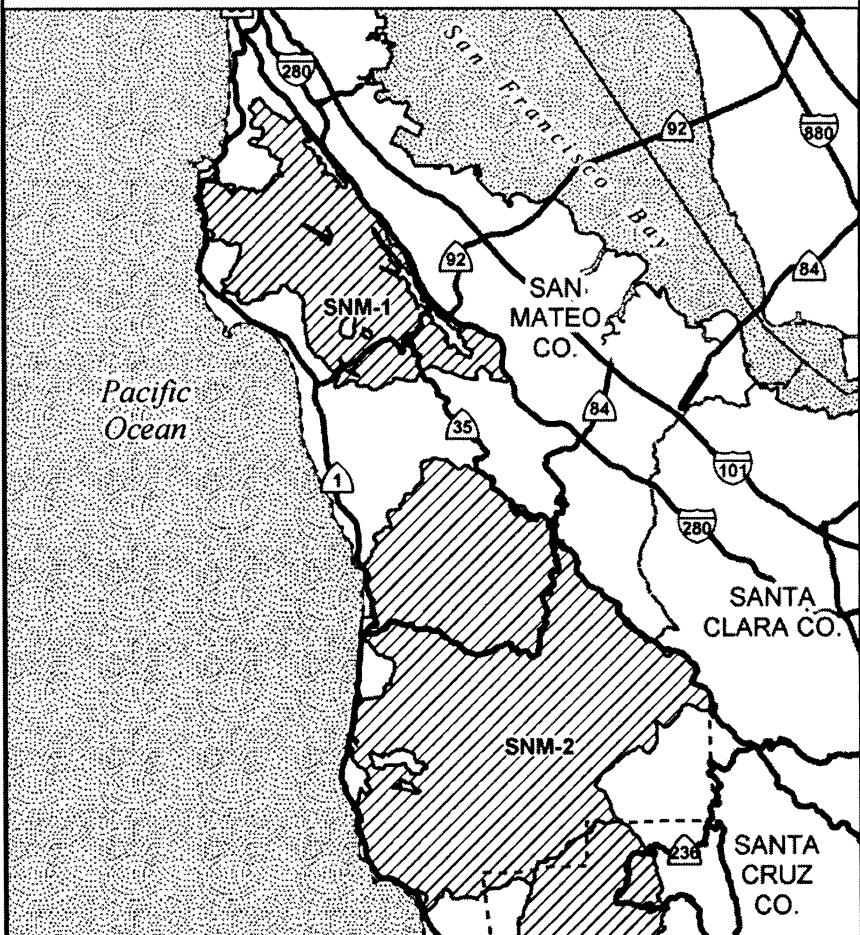 280
San Francisco Bay
92
880
92
84
SAN
MATEO
CO.
SNM-1
Pacific
Ocean
84
35
101
1
280
SANTA
CLARA CO.
SNM-2
236
SANTA
CRUZ
CO.